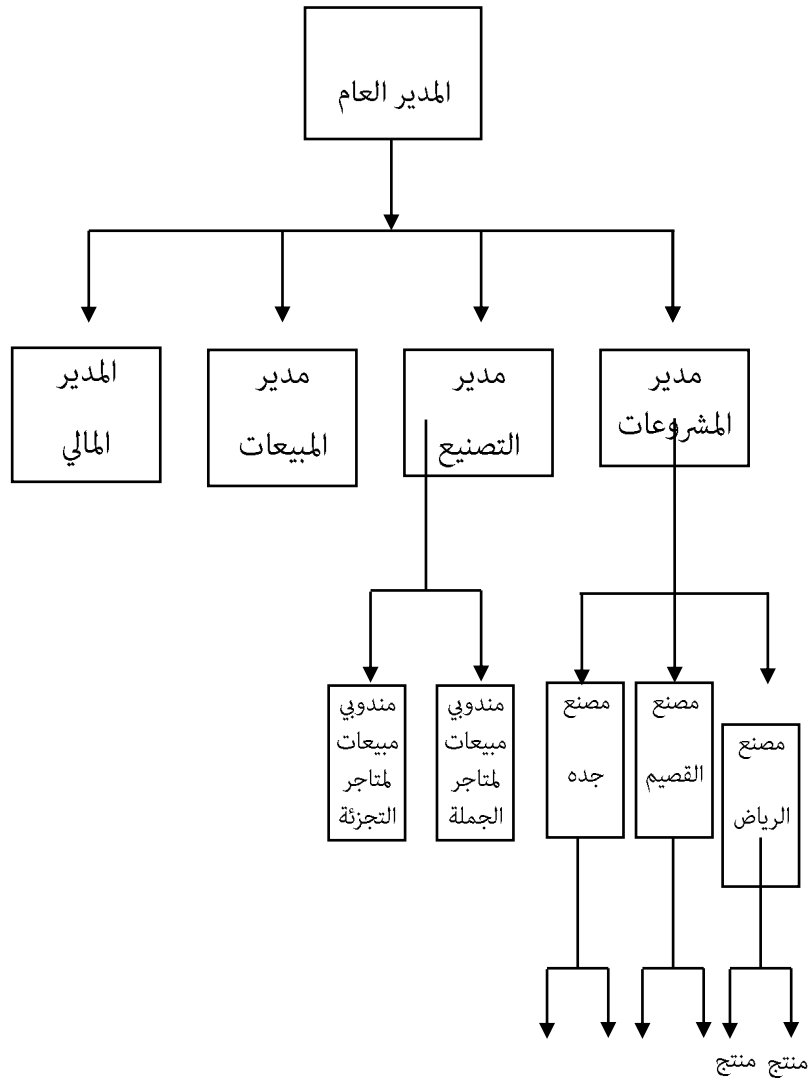 المدير العام
مدير
المشروعات
مدير
التصنيع
مدير
المبيعات
المدير
المالي
مصنع
الرياض
مصنع
القصيم
مصنع
جده
مندوبي
مبيعات
لمتاجر
الجملة
مندوبي
مبيعات
لمتاجر
التجزئة
منتج
منتج